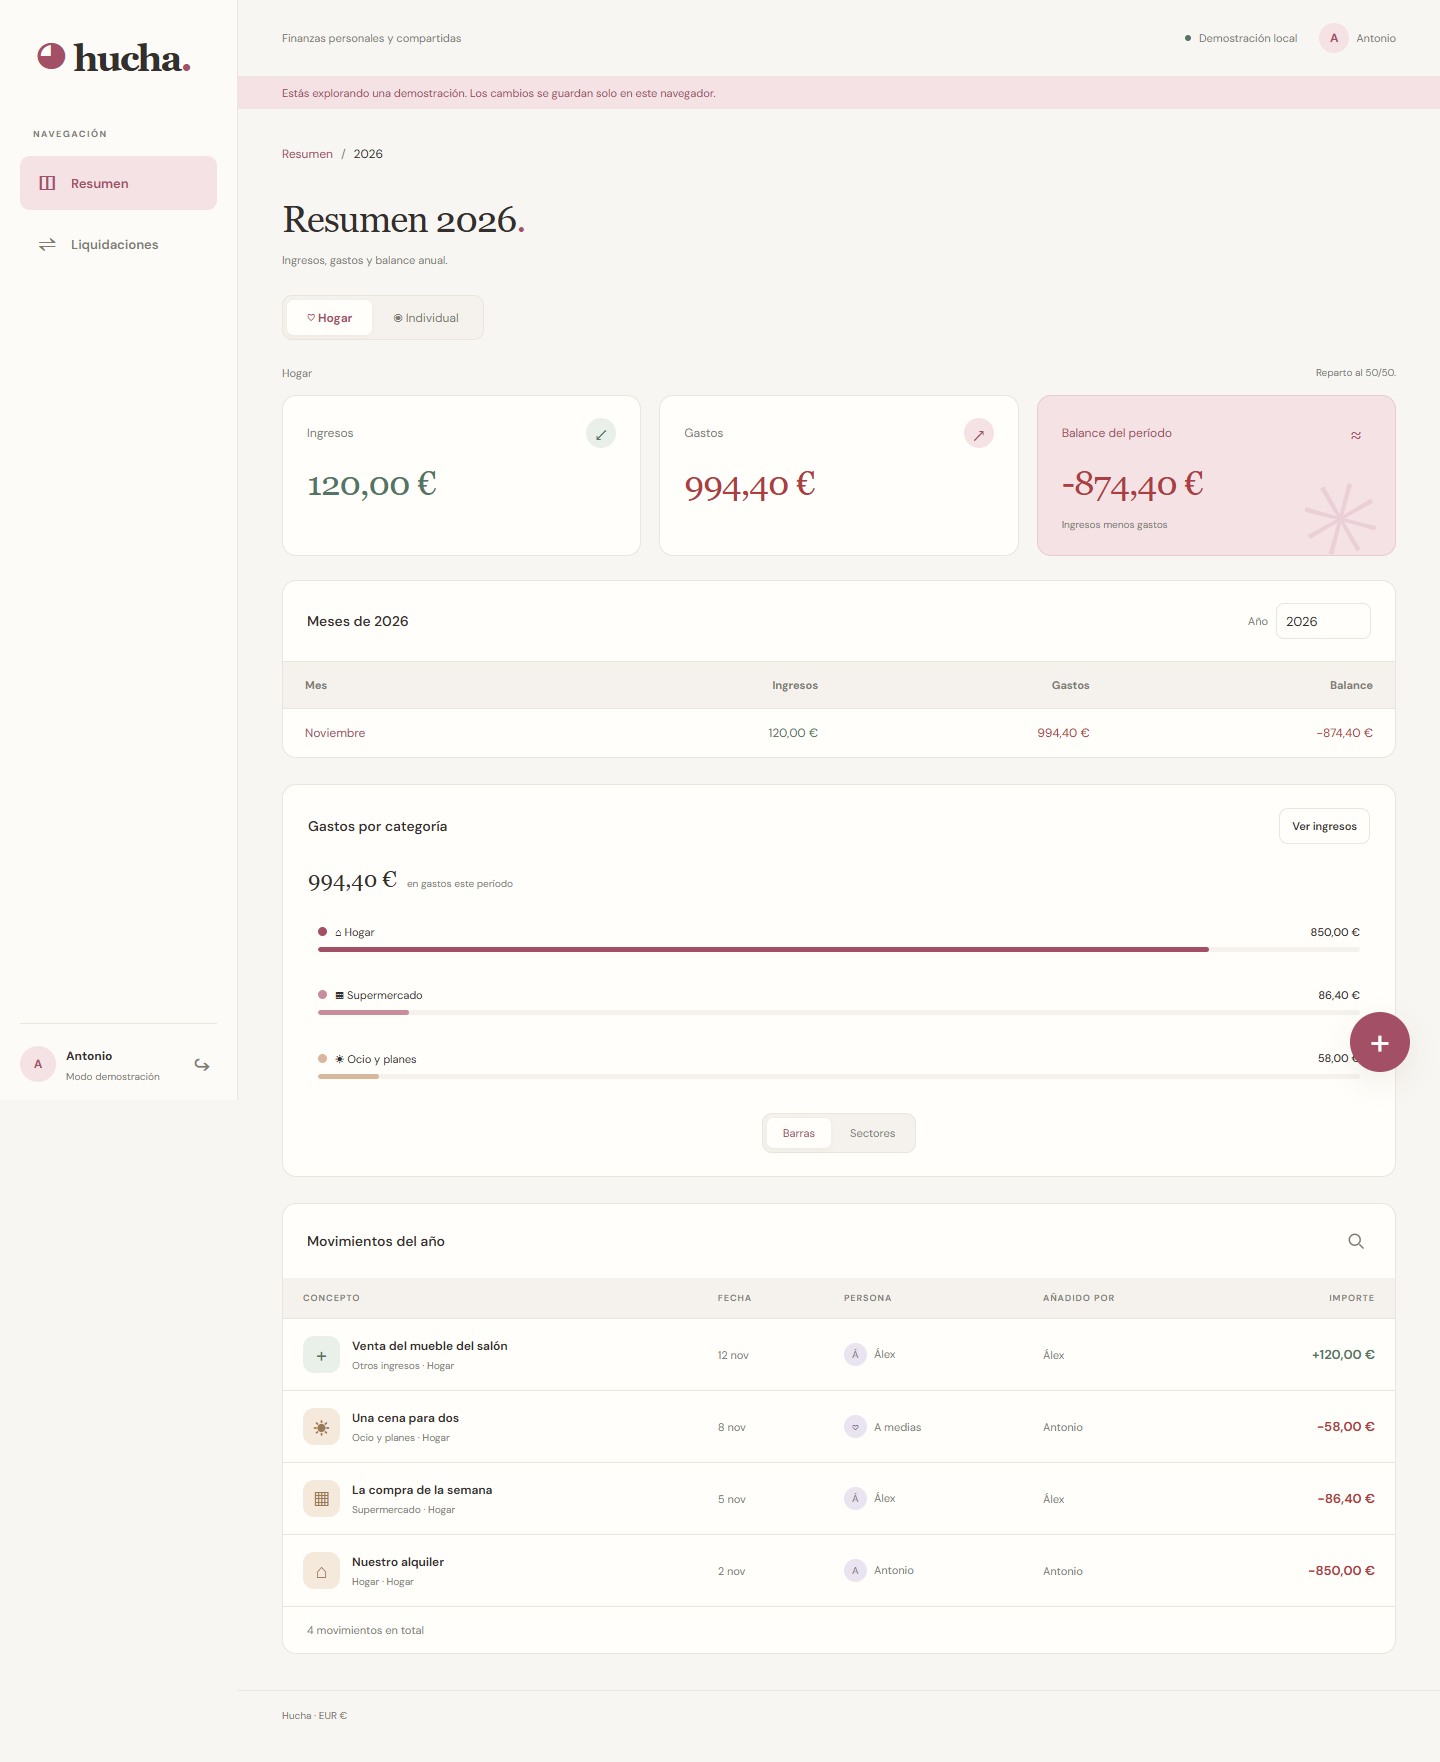 hucha.
NAVEGACIÓN
Resumen
Liquidaciones
A
Antonio
Modo demostración
Finanzas personales y compartidas
Demostración local
A
Antonio
Estás explorando una demostración. Los cambios se guardan solo en este navegador.
Resumen / 2026
Resumen 2026.
Ingresos, gastos y balance anual.
♡ Hogar
◉ Individual
Hogar
Reparto al 50/50.
Ingresos
↙
120,00 €
Gastos
↗
994,40 €
Balance del período
≈
-874,40 €
Ingresos menos gastos
Meses de 2026
Año
2026
Mes Ingresos Gastos Balance
Noviembre 120,00 € 994,40 € -874,40 €
Gastos por categoría
Ver ingresos
994,40 € en gastos este período
⌂ Hogar 850,00 €
▦ Supermercado 86,40 €
☀ Ocio y planes 58,00
+
Barras
Sectores
Movimientos del año
CONCEPTO FECHA PERSONA AÑADIDO POR IMPORTE
+ Venta del mueble del salón 12 nov Á Álex Álex +120,00 €
Otros ingresos · Hogar
☀ Una cena para dos 8 nov ♡ A medias Antonio -58,00 €
Ocio y planes · Hogar
▦ La compra de la semana 5 nov Á Álex Álex -86,40 €
Supermercado · Hogar
⌂ Nuestro alquiler 2 nov A Antonio Antonio -850,00 €
Hogar · Hogar
4 movimientos en total
Hucha · EUR €